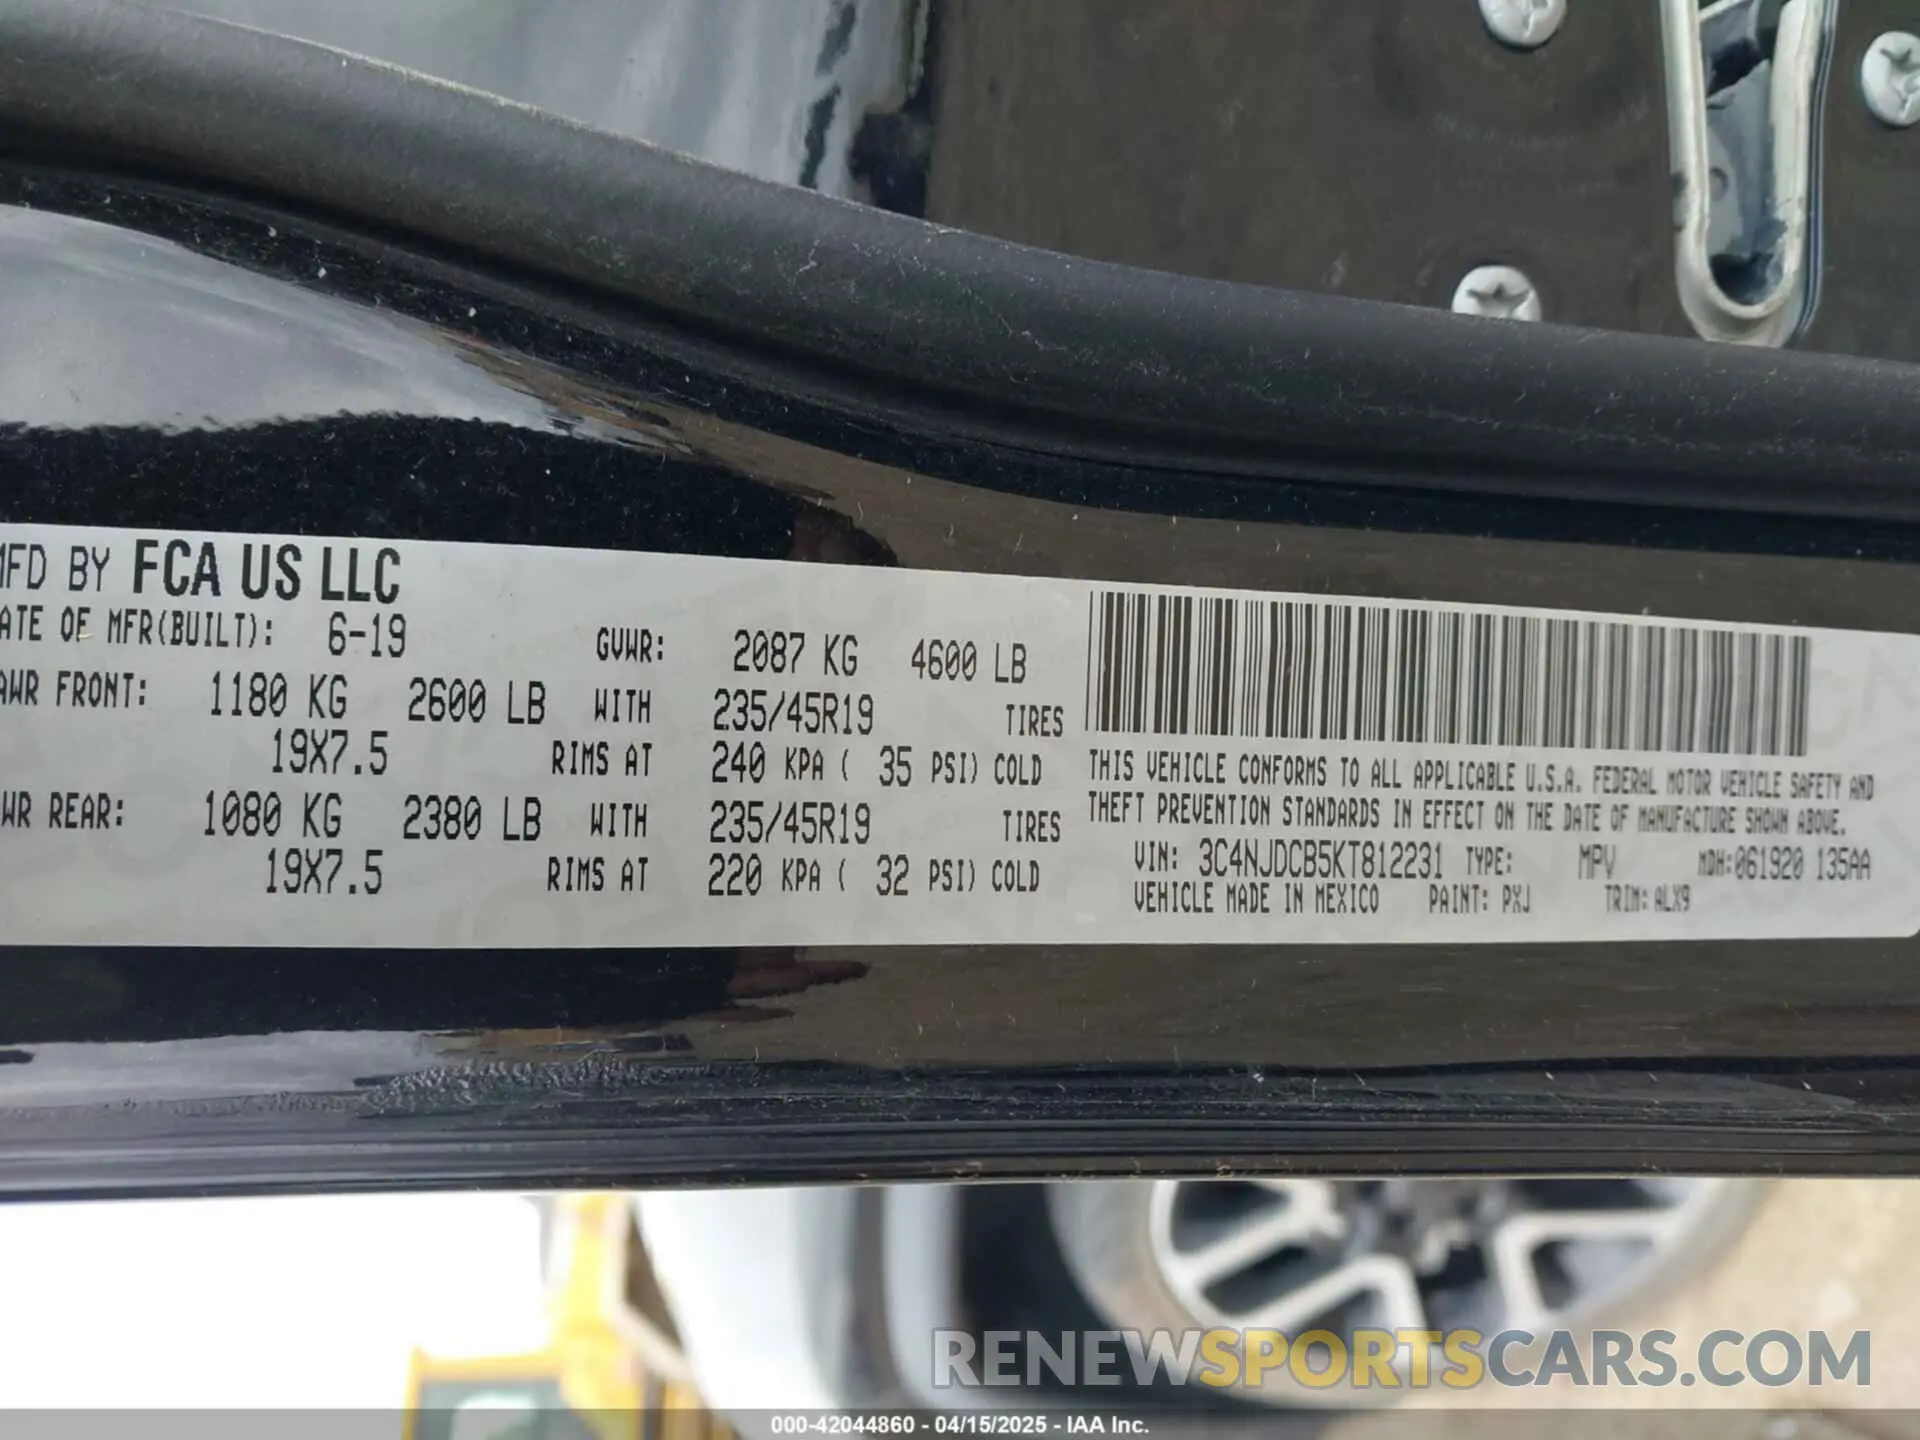 MFD BY FCA US LLC
DATE OF MFR(BUILT): 6-19 GVWR: 2087 KG 4600 LB
AWR FRONT: 1180 KG 2600 LB WITH 235/45R19 TIRES
19X7.5 RIMS AT 240 KPA ( 35 PSI) COLD
WR REAR: 1080 KG 2380 LB WITH 235/45R19 TIRES
19X7.5 RIMS AT 220 KPA ( 32 PSI) COLD
THIS VEHICLE CONFORMS TO ALL APPLICABLE U.S.A. FEDERAL MOTOR VEHICLE SAFETY AND
THEFT PREVENTION STANDARDS IN EFFECT ON THE DATE OF MANUFACTURE SHOWN ABOVE.
VIN: 3C4NJDCB5KT812231 TYPE: MPV MDH:061920 135AA
VEHICLE MADE IN MEXICO PAINT: PXJ TRIM: ALX9
RENEWSPORTSCARS.COM
000-42044860 - 04/15/2025 - IAA Inc.